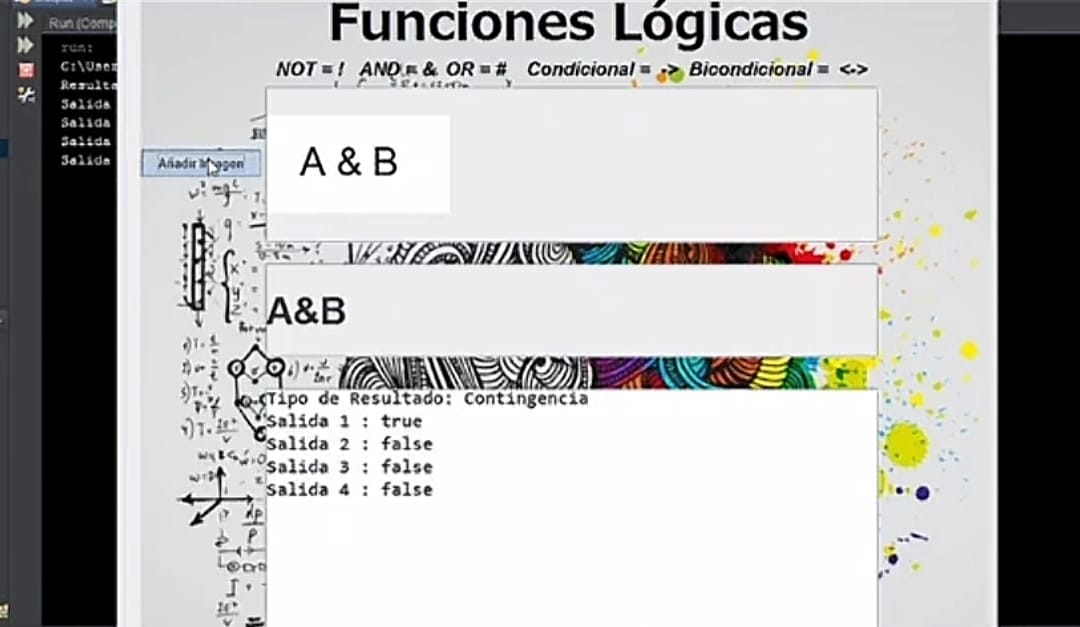 Funciones Lógicas
NOT = ! AND = & OR = # Condicional = -> Bicondicional = <->
Run (Comp
run:
C:\User
Resulta
Salida
Salida
Salida
Salida
Añadir Imagen
A & B
A&B
Tipo de Resultado: Contingencia
Salida 1 : true
Salida 2 : false
Salida 3 : false
Salida 4 : false